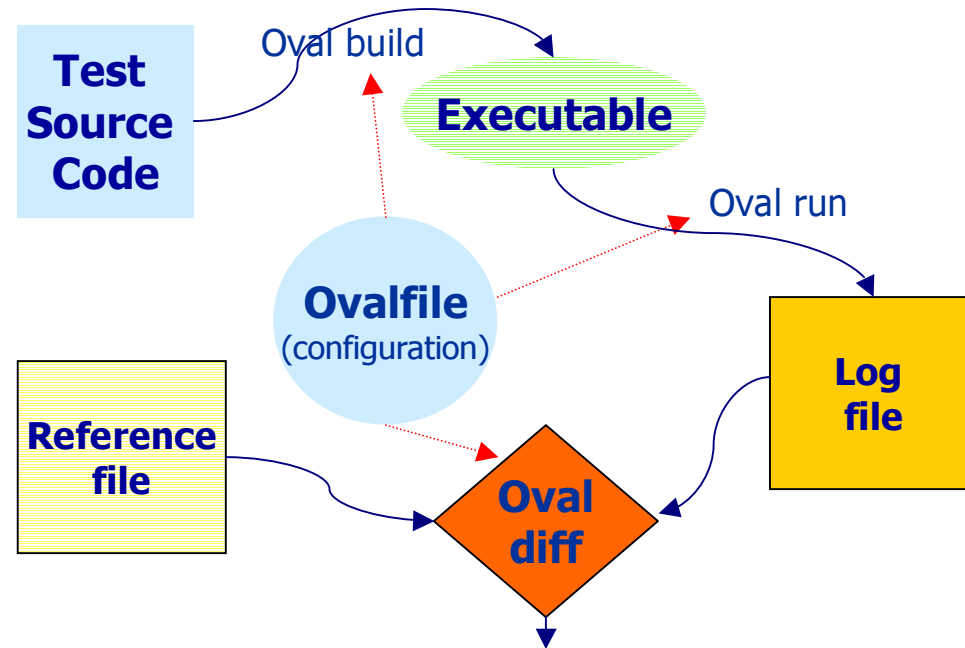 Oval build
Test
Source
Code
Executable
Oval run
Ovalfile
(configuration)
Log
file
Reference
file
Oval
diff